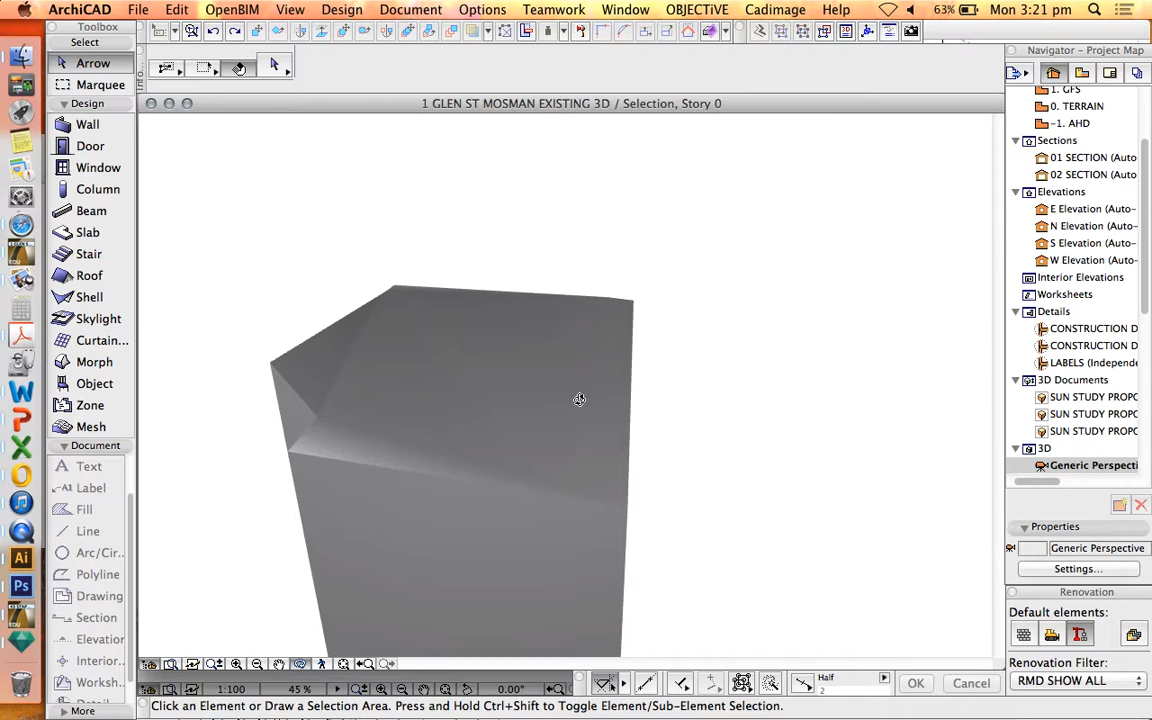 ArchiCAD File Edit OpenBIM View Design Document Options Teamwork Window OBJECTiVE Cadimage Help 63% Mon 3:21 pm
Toolbox
Select
Arrow
Marquee
Design
Wall
Door
Window
Column
Beam
Slab
Stair
Roof
Shell
Skylight
Curtain...
Morph
Object
Zone
Mesh
Document
Text
Label
Fill
Line
Arc/Cir...
Polyline
Drawing
Section
Elevation
Interior...
Worksh...
More
1 GLEN ST MOSMAN EXISTING 3D / Selection, Story 0
Navigator - Project Map
1. GFS
0. TERRAIN
-1. AHD
Sections
01 SECTION (Auto
02 SECTION (Auto
Elevations
E Elevation (Auto-
N Elevation (Auto-
S Elevation (Auto-
W Elevation (Auto-
Interior Elevations
Worksheets
Details
CONSTRUCTION D
CONSTRUCTION D
LABELS (Independe
3D Documents
SUN STUDY PROPO
SUN STUDY PROPO
SUN STUDY PROPO
3D
Generic Perspecti
Properties
Generic Perspective
Settings...
Renovation
Default elements:
Renovation Filter:
RMD SHOW ALL
1:100 45 % 0.00°
Half
2
OK Cancel
Click an Element or Draw a Selection Area. Press and Hold Ctrl+Shift to Toggle Element/Sub-Element Selection.
W
P
X
O
Ai
Ps